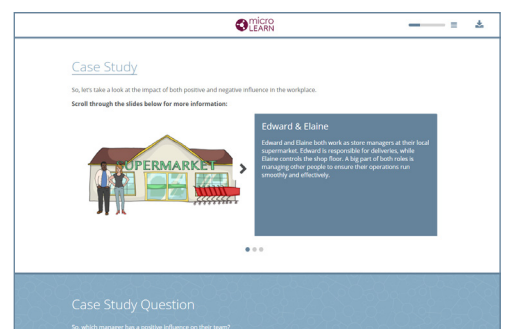 micro
LEARN
Case Study
So, let's take a look at the impact of both positive and negative influence in the workplace.
Scroll through the slides below for more information:
SUPERMARKET
Edward & Elaine
Edward and Elaine both work as store managers at their local
supermarket. Edward is responsible for deliveries, while
Elaine controls the shop floor. A big part of both roles is
managing other people to ensure their operations run
smoothly and effectively.
Case Study Question
So, which manager has a positive influence on their team?